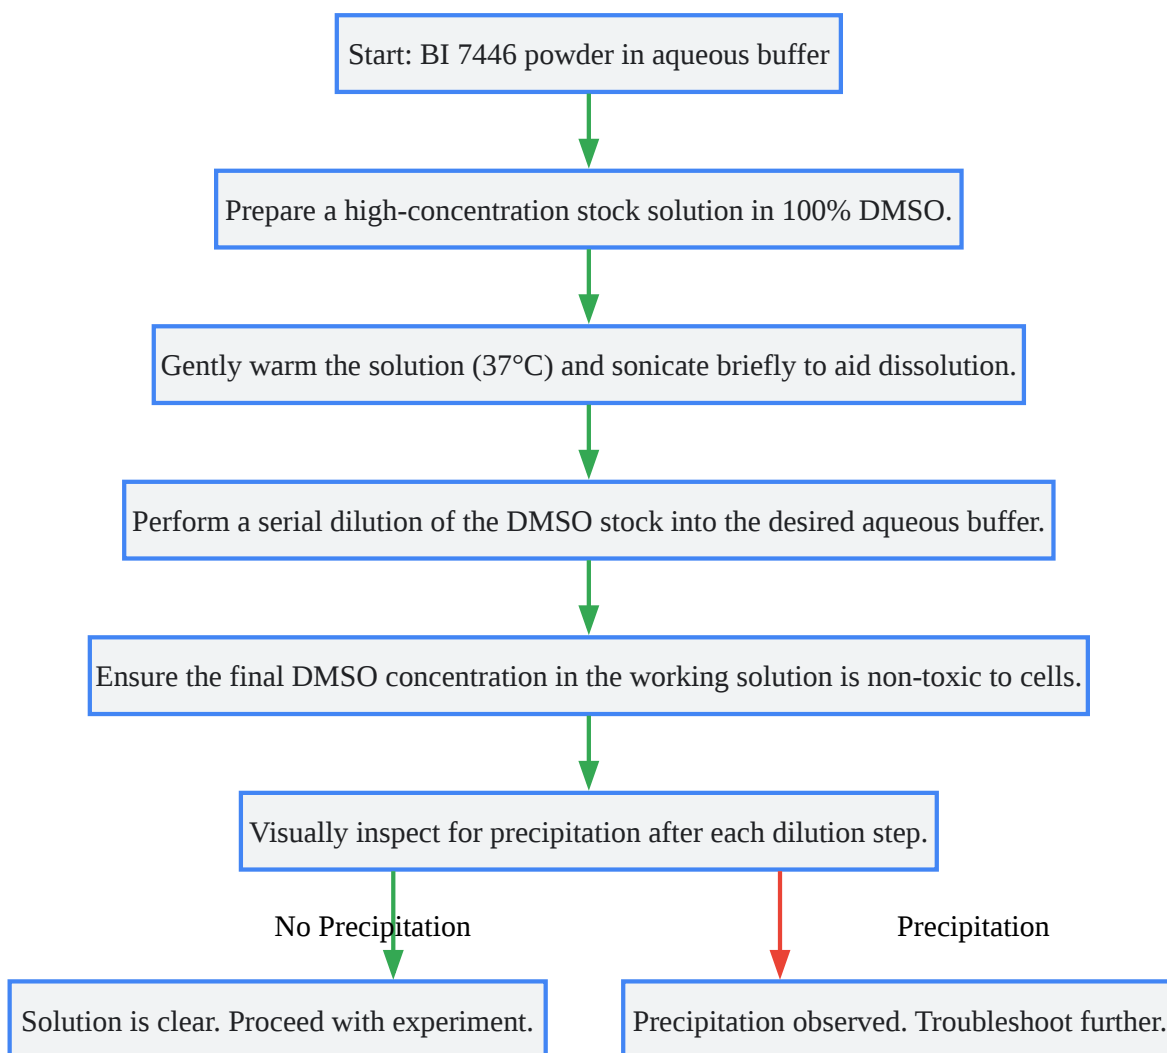 Start: BI 7446 powder in aqueous buffer
Prepare a high-concentration stock solution in 100% DMSO.
Gently warm the solution (37°C) and sonicate briefly to aid dissolution.
Perform a serial dilution of the DMSO stock into the desired aqueous buffer.
Ensure the final DMSO concentration in the working solution is non-toxic to cells.
Visually inspect for precipitation after each dilution step.
No Precipitation
Precipitation
Solution is clear. Proceed with experiment.
Precipitation observed. Troubleshoot further.